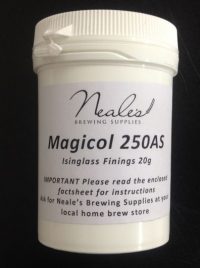 Neale's
BREWING SUPPLIES
Magicol 250AS
Isinglass Finings 20g
IMPORTANT Please read the enclosed
factsheet for instructions
Ask for Neale's Brewing Supplies at your
local home brew store